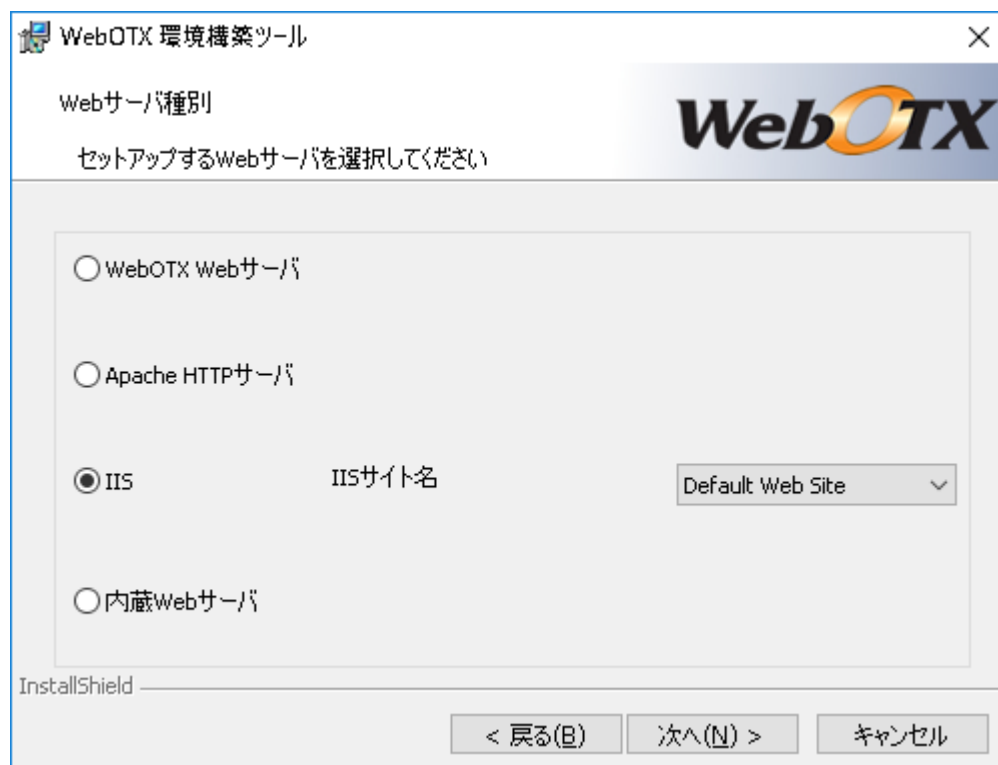 WebOTX 環境構築ツール
Webサーバ種別
セットアップするWebサーバを選択してください
WebOTX
WebOTX Webサーバ
Apache HTTPサーバ
IIS IISサイト名 Default Web Site
内蔵Webサーバ
InstallShield
< 戻る(B) 次へ(N) > キャンセル